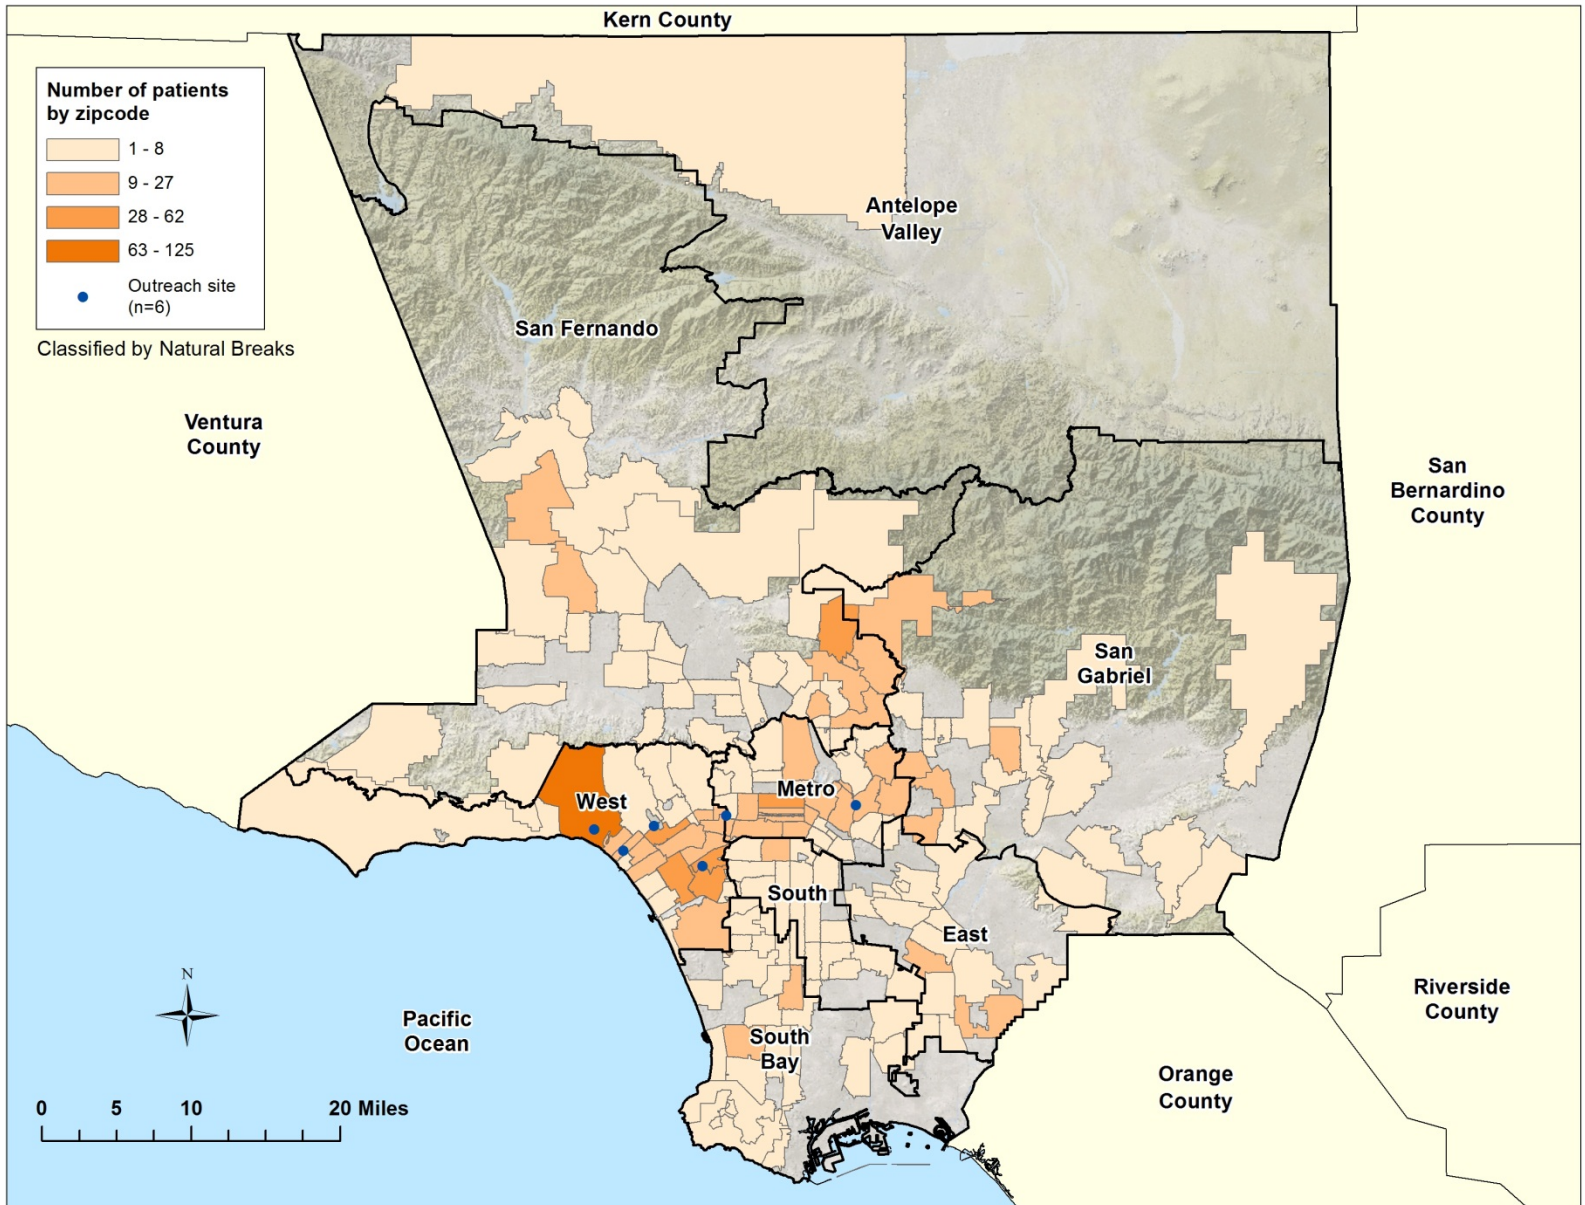 Kern County
Number of patients
by zipcode
1 - 8
9 - 27
28 - 62
63 - 125
Outreach site
(n=6)
Classified by Natural Breaks
Antelope
Valley
San Fernando
Ventura
County
San
Bernardino
County
San
Gabriel
West
Metro
South
East
South
Bay
N
Pacific
Ocean
Riverside
County
Orange
County
0 5 10 20 Miles